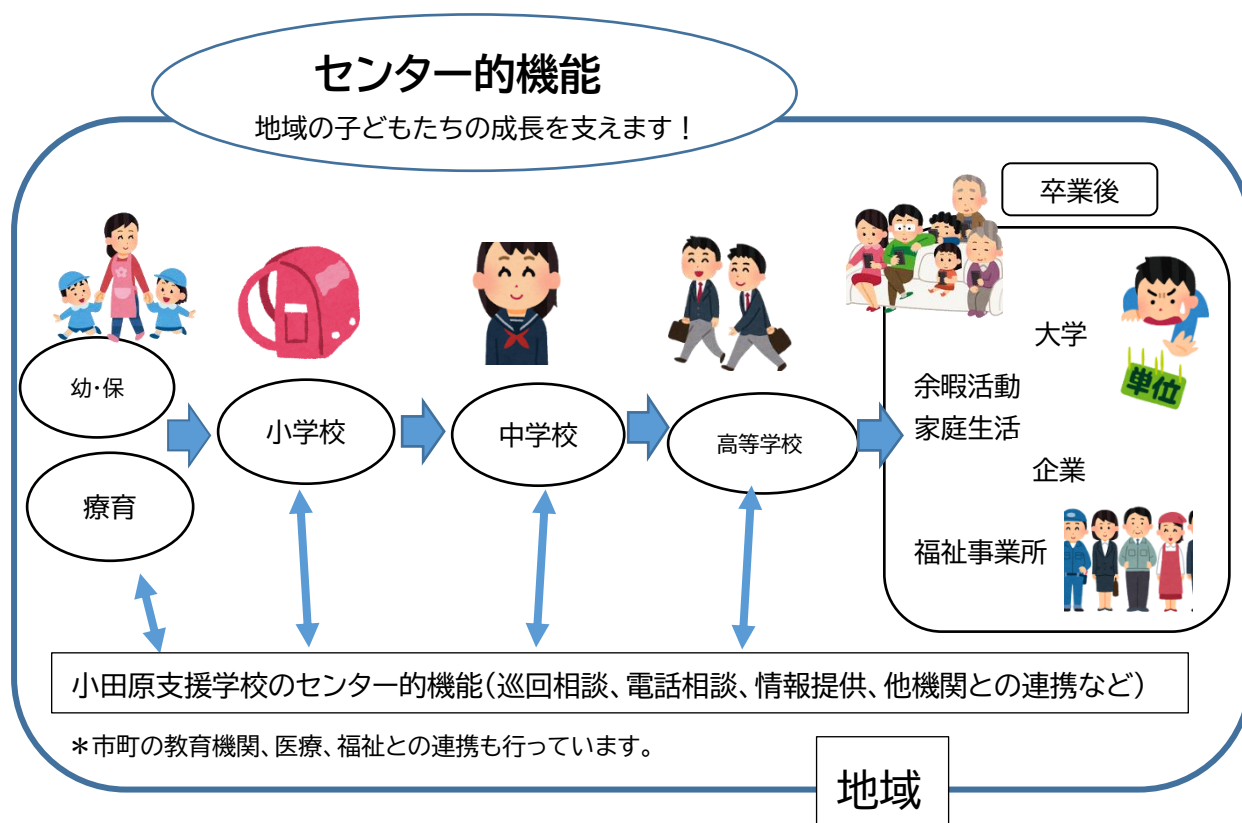 センター的機能
地域の子どもたちの成長を支えます！
卒業後
幼・保
療育
小学校
中学校
高等学校
大学
単位
余暇活動
家庭生活
企業
福祉事業所
小田原支援学校のセンター的機能（巡回相談、電話相談、情報提供、他機関との連携など）
＊市町の教育機関、医療、福祉との連携も行っています。
地域